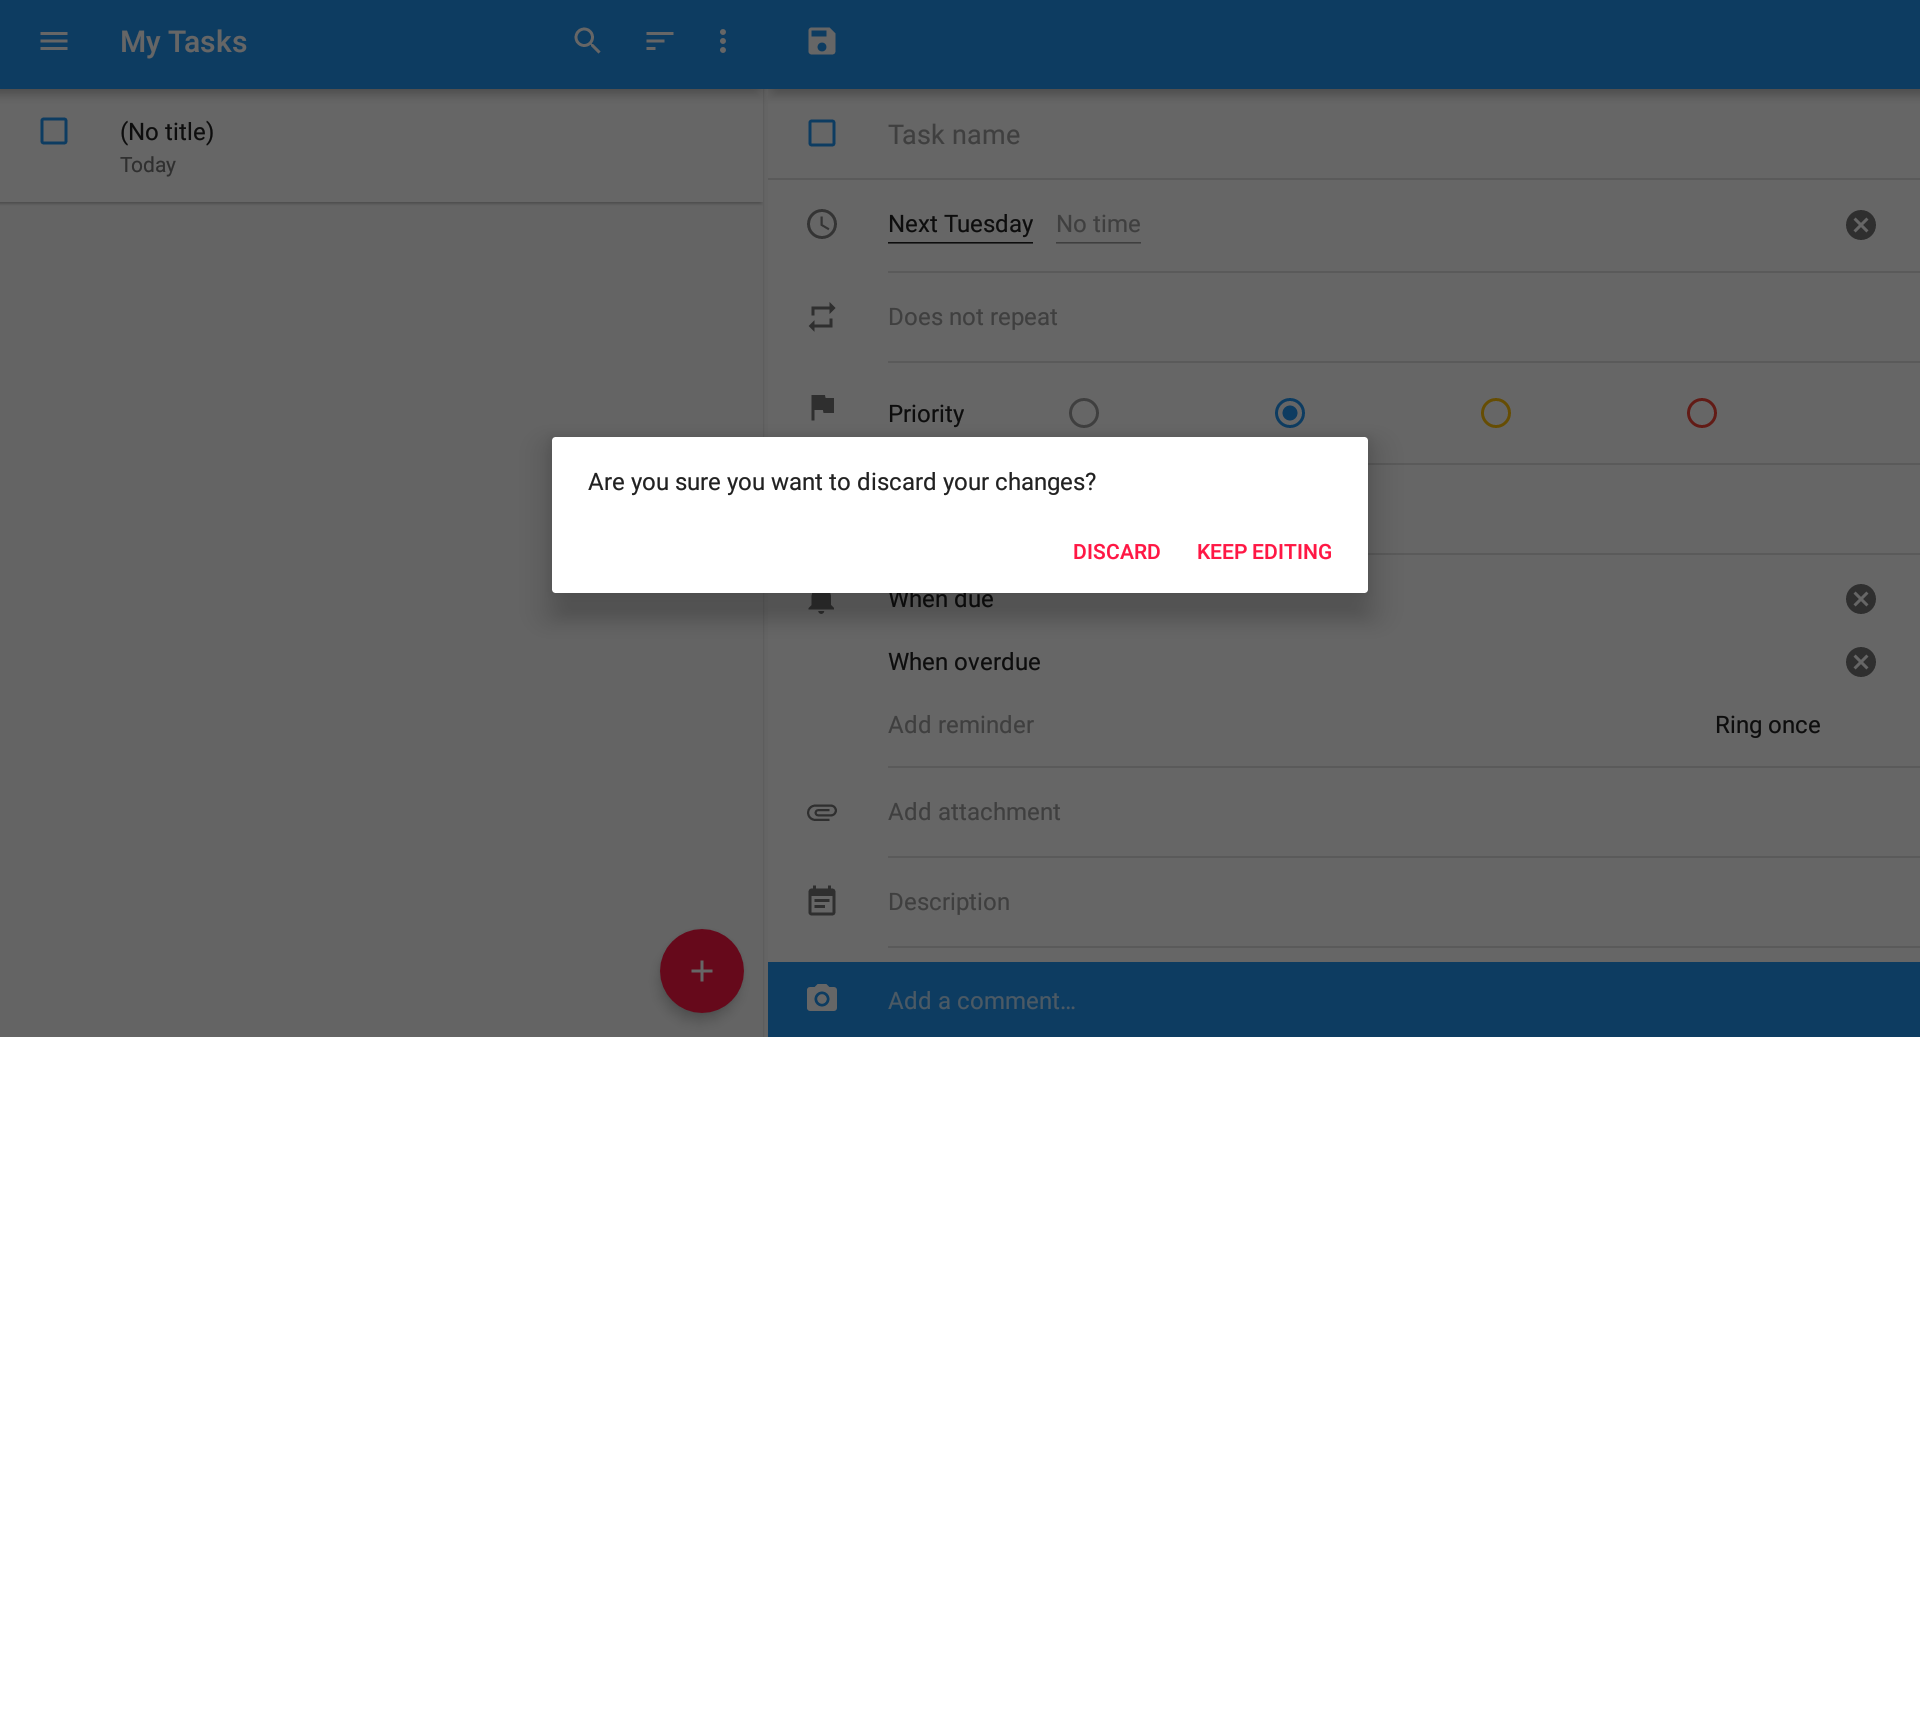 My Tasks
(No title)
Today
Task name
Next Tuesday No time
Does not repeat
Priority
Are you sure you want to discard your changes?
DISCARD KEEP EDITING
When due
When overdue
Add reminder Ring once
Add attachment
Description
Add a comment...